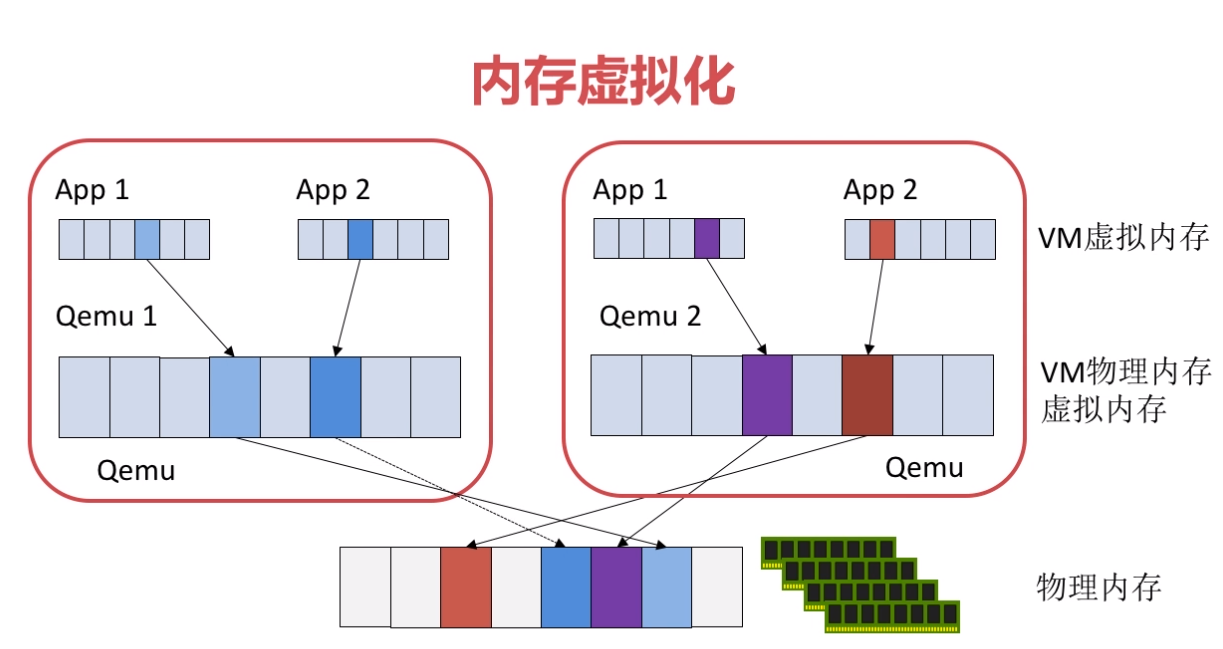 内存虚拟化
App 1
App 2
App 1
App 2
VM虚拟内存
Qemu 1
Qemu 2
VM物理内存
虚拟内存
Qemu
Qemu
物理内存